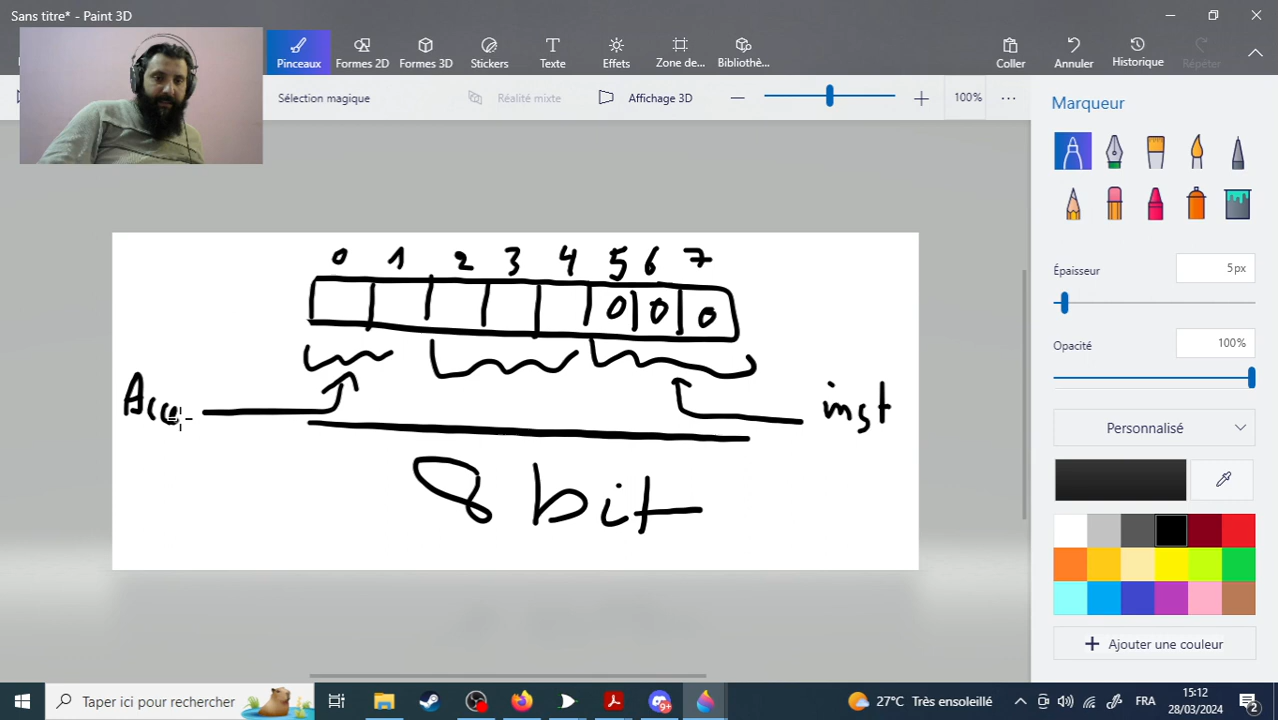 Sans titre* - Paint 3D
Pinceaux Formes 2D Formes 3D Stickers Texte Effets Zone de... Bibliothè... Coller Annuler Historique Répéter
Sélection magique Réalité mixte Affichage 3D 100%
Marqueur
Épaisseur 5px
Opacité 100%
Personnalisé
Ajouter une couleur
0 1 2 3 4 5 6 7
0 0 0
Acc
inst
8 bit
Taper ici pour rechercher 9+ 27°C Très ensoleillé FRA 15:12
28/03/2024 2